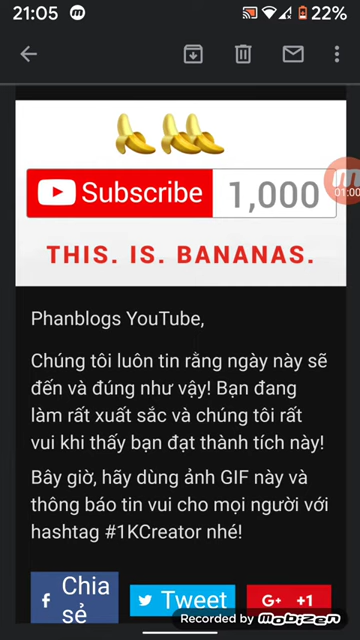 21:05
22%
Subscribe 1,000
01:00
THIS. IS. BANANAS.
Phanblogs YouTube,
Chúng tôi luôn tin rằng ngày này sẽ
đến và đúng như vậy! Bạn đang
làm rất xuất sắc và chúng tôi rất
vui khi thấy bạn đạt thành tích này!
Bây giờ, hãy dùng ảnh GIF này và
thông báo tin vui cho mọi người với
hashtag #1KCreator nhé!
Chia
sẻ
Tweet
G+ +1
Recorded by mobizen